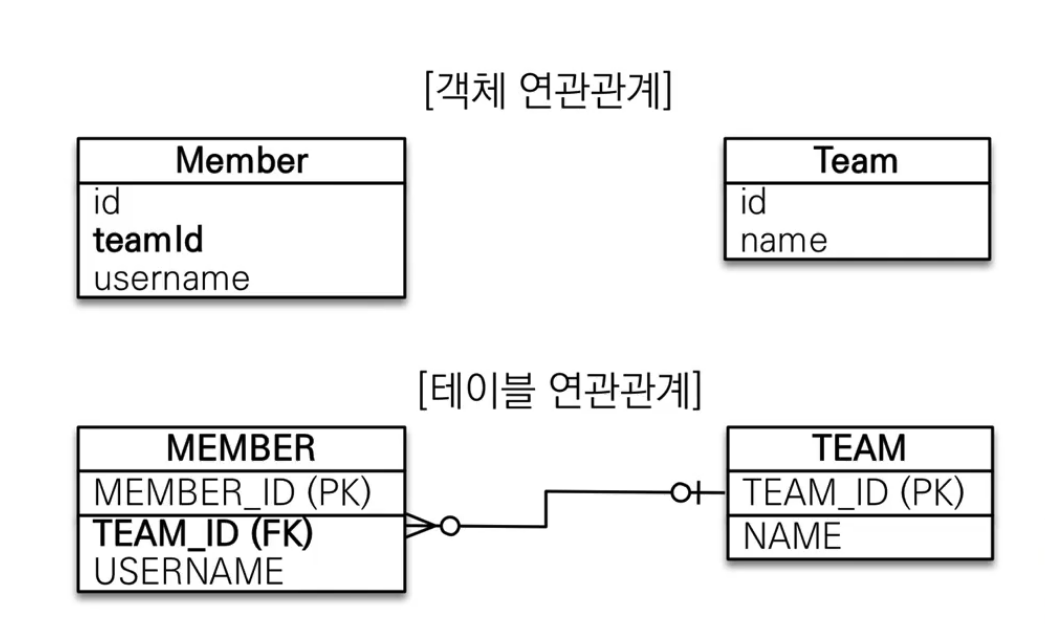 [객체 연관관계]
Member
id
teamId
username
Team
id
name
[테이블 연관관계]
MEMBER
MEMBER_ID (PK)
TEAM_ID (FK)
USERNAME
TEAM
TEAM_ID (PK)
NAME